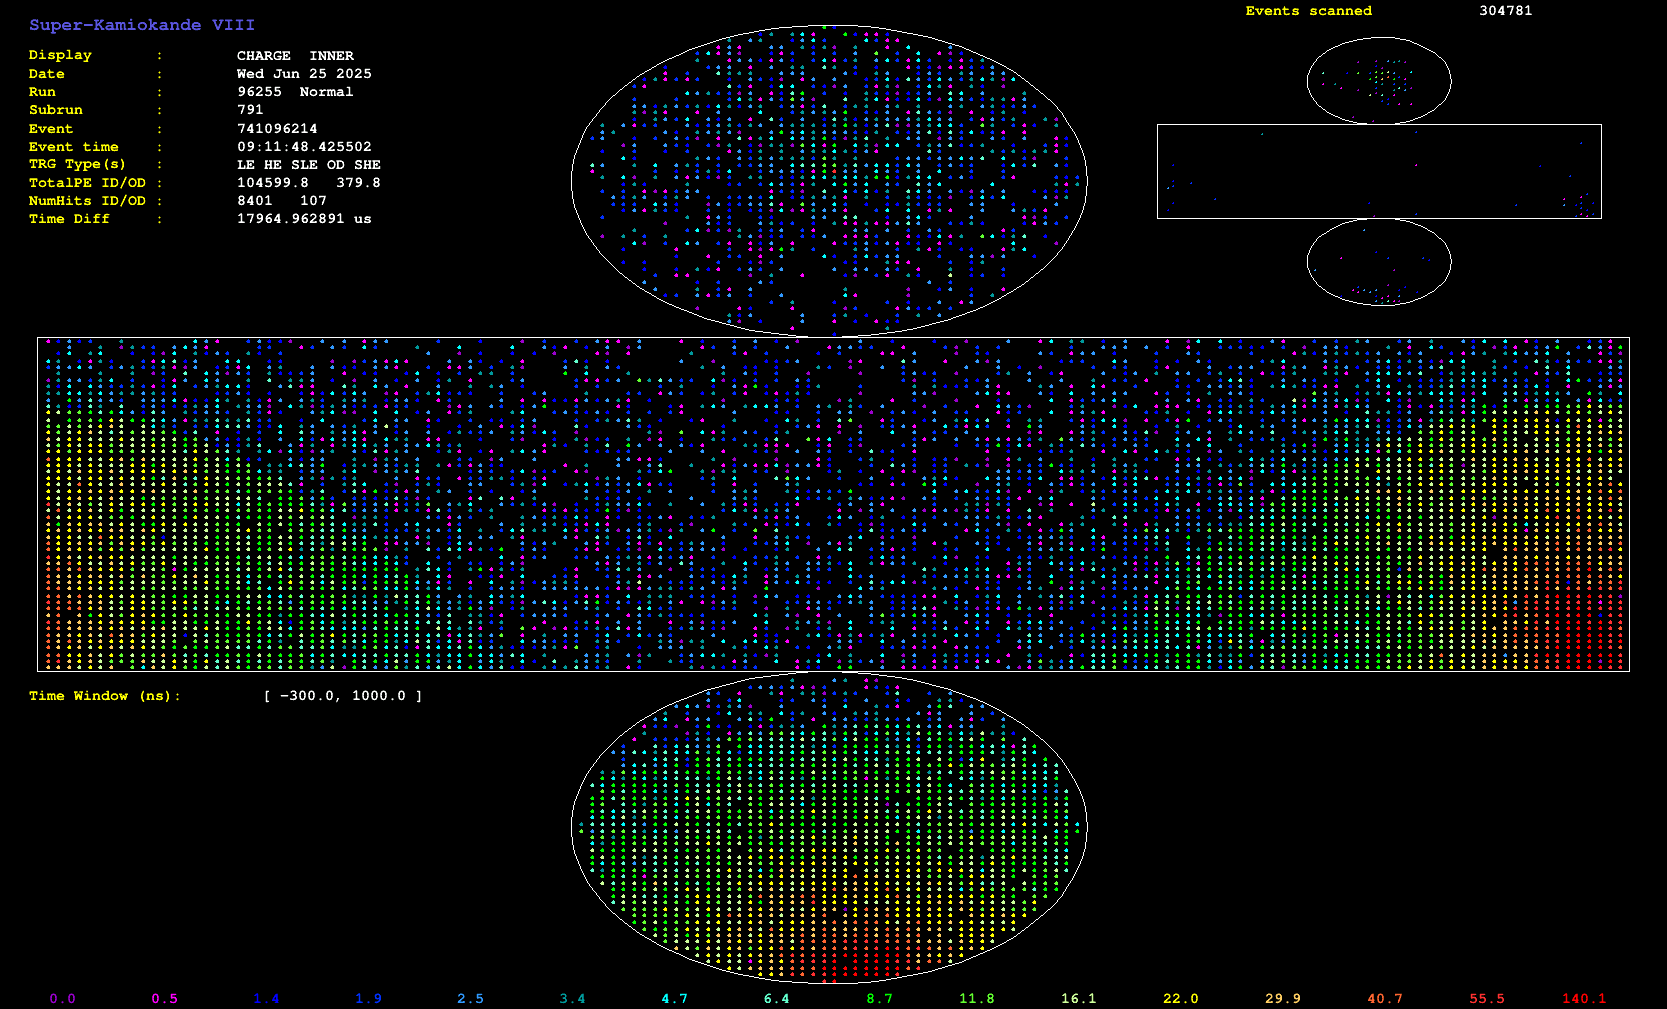 Super-Kamiokande VIII
Events scanned 304781
Display : CHARGE INNER
Date : Wed Jun 25 2025
Run : 96255 Normal
Subrun : 791
Event : 741096214
Event time : 09:11:48.425502
TRG Type(s) : LE HE SLE OD SHE
TotalPE ID/OD : 104599.8 379.8
NumHits ID/OD : 8401 107
Time Diff : 17964.962891 us
Time Window (ns): [ -300.0, 1000.0 ]
0.0 0.5 1.4 1.9 2.5 3.4 4.7 6.4 8.7 11.8 16.1 22.0 29.9 40.7 55.5 140.1